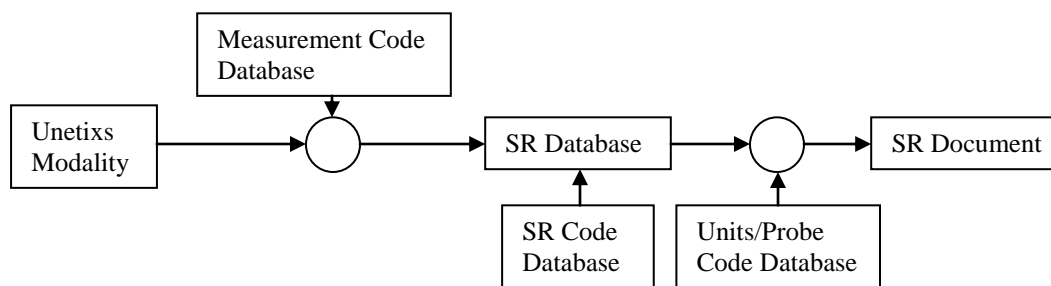 Measurement Code
Database
Unetixs
Modality
SR Database
SR Document
SR Code
Database
Units/Probe
Code Database